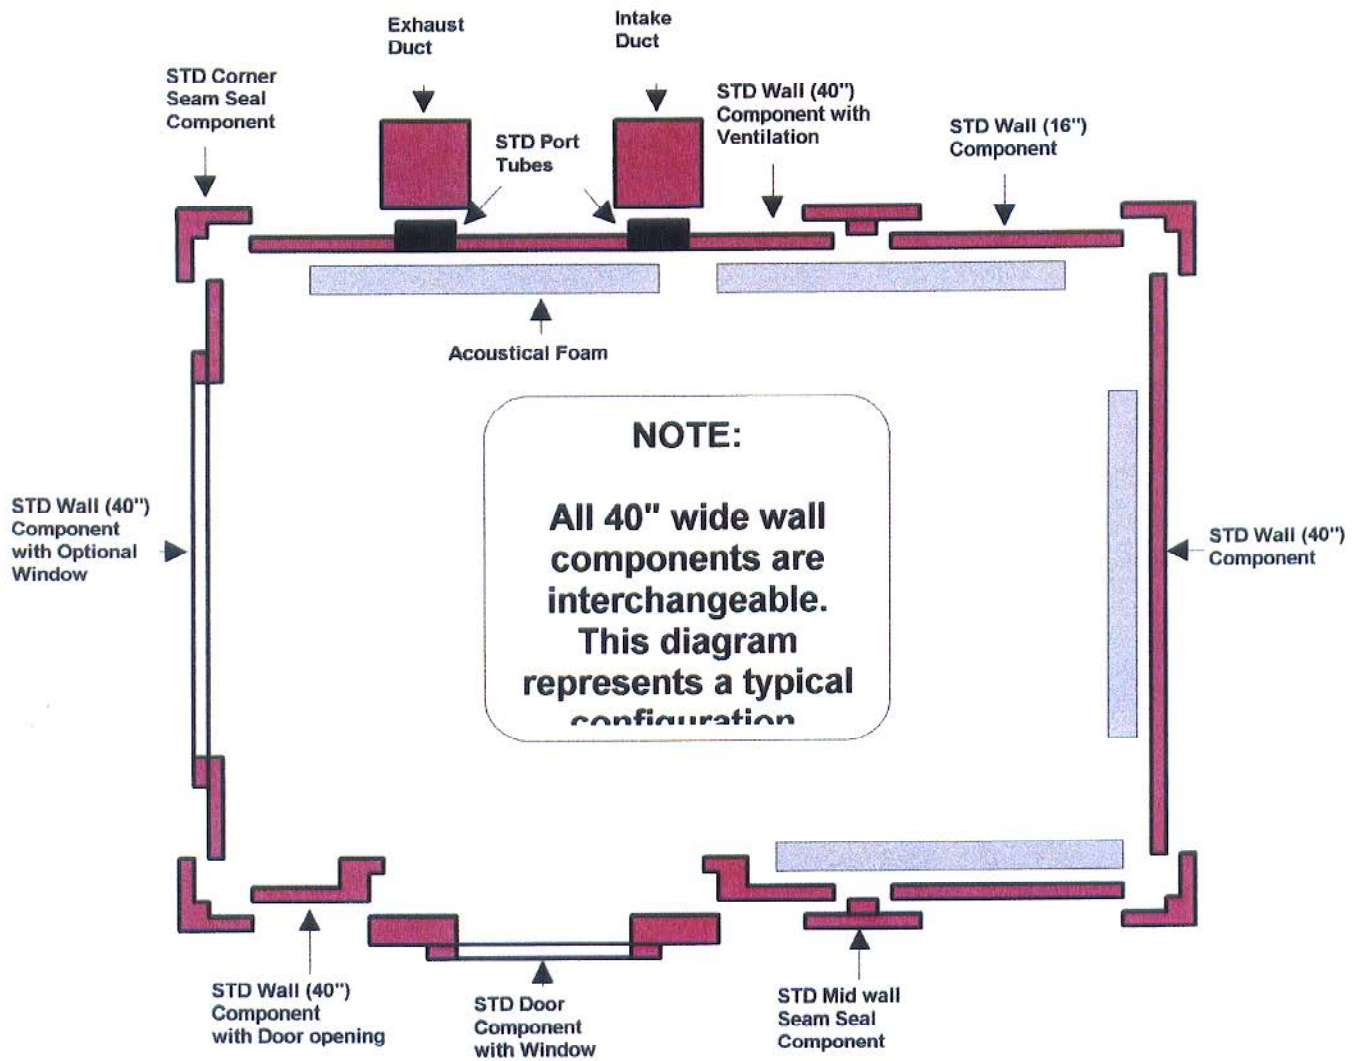 Exhaust
Duct
Intake
Duct
STD Corner
Seam Seal
Component
STD Port
Tubes
STD Wall (40")
Component with
Ventilation
STD Wall (16")
Component
Acoustical Foam
NOTE:
All 40" wide wall
components are
interchangeable.
This diagram
represents a typical
configuration
STD Wall (40")
Component
with Optional
Window
STD Wall (40")
Component
STD Wall (40")
Component
with Door opening
STD Door
Component
with Window
STD Mid wall
Seam Seal
Component